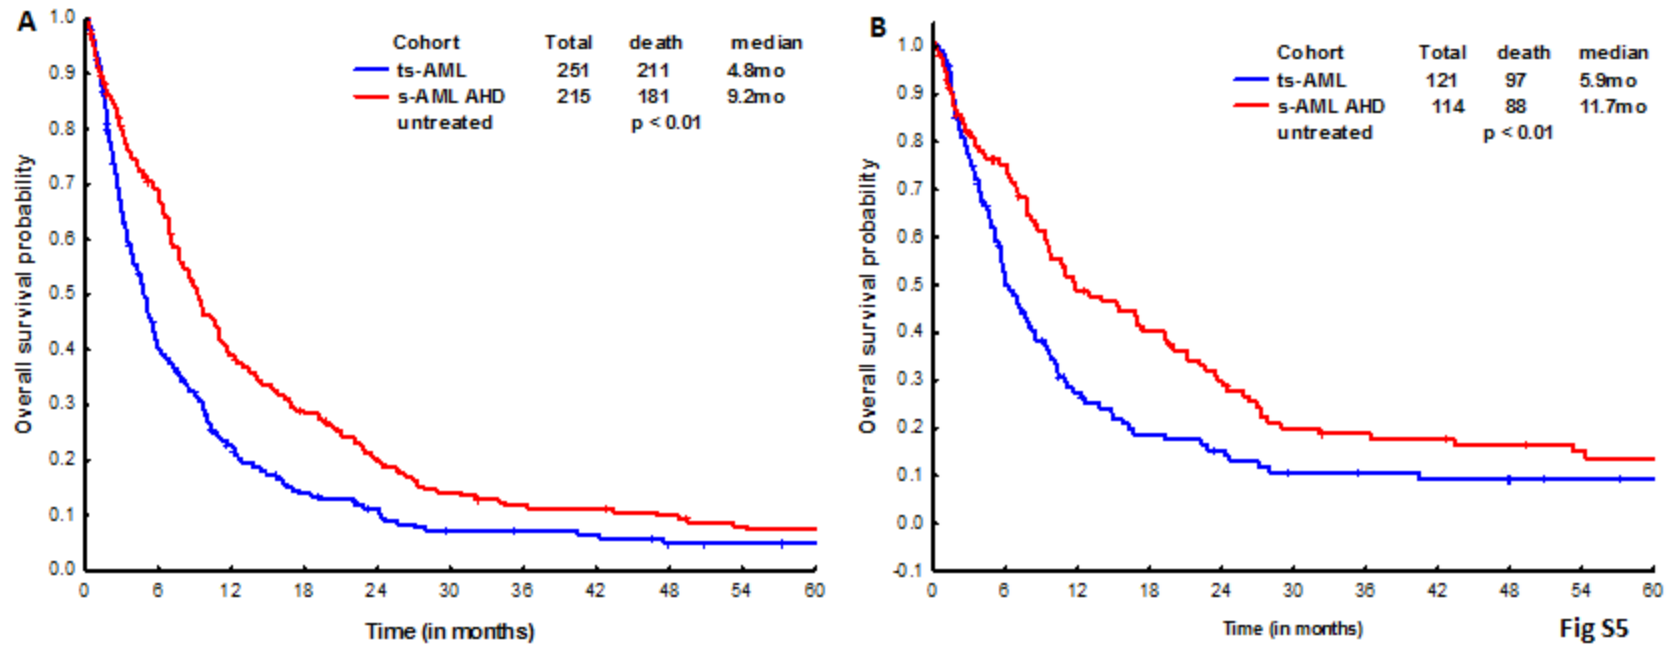 A
Cohort Total death median
ts-AML 251 211 4.8mo
s-AML AHD 215 181 9.2mo
untreated p < 0.01
Overall survival probability
1.0
0.9
0.8
0.7
0.6
0.5
0.4
0.3
0.2
0.1
0.0
0 6 12 18 24 30 36 42 48 54 60
Time (in months)
B
Cohort Total death median
ts-AML 121 97 5.9mo
s-AML AHD 114 88 11.7mo
untreated p < 0.01
Overall survival probability
1.0
0.9
0.8
0.7
0.6
0.5
0.4
0.3
0.2
0.1
0.0
-0.1
0 6 12 18 24 30 36 42 48 54 60
Time (in months)
Fig S5